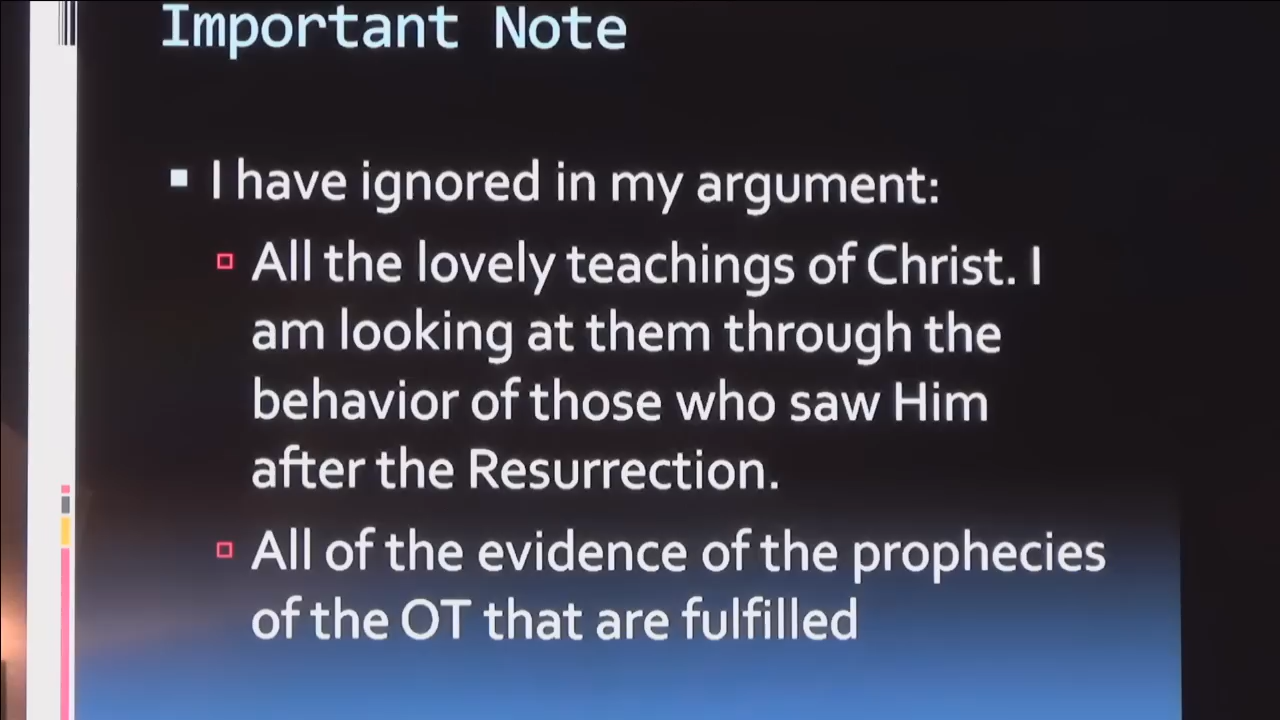 Important Note
I have ignored in my argument:
All the lovely teachings of Christ. I
am looking at them through the
behavior of those who saw Him
after the Resurrection.
All of the evidence of the prophecies
of the OT that are fulfilled